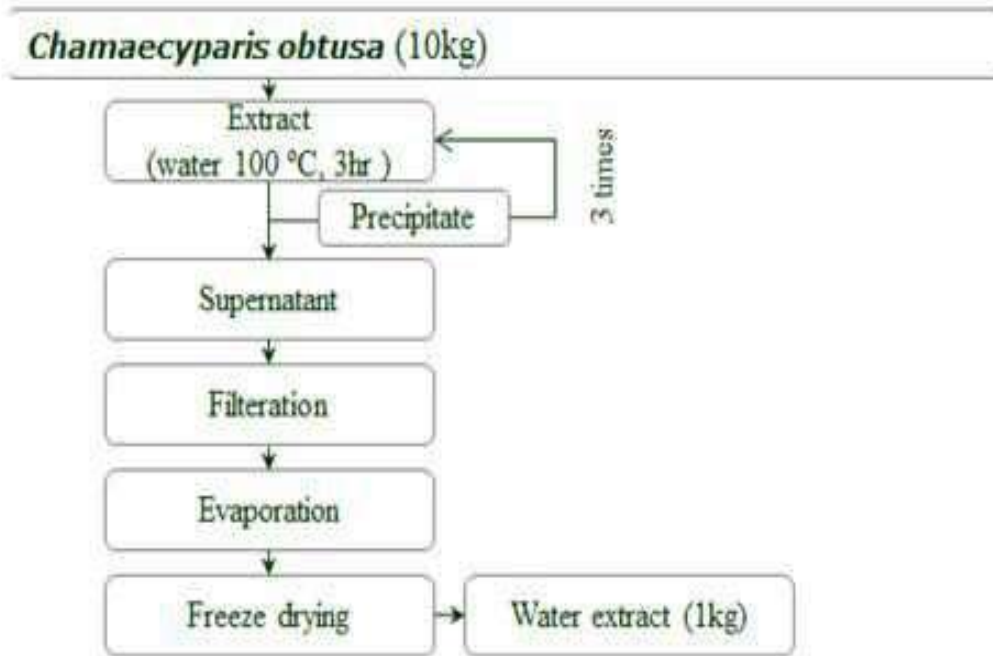 Chamaecyparis obtusa (10kg)
Extract
(water 100 ℃, 3hr )
3 times
Precipitate
Supernatant
Filteration
Evaporation
Freeze drying
Water extract (1kg)